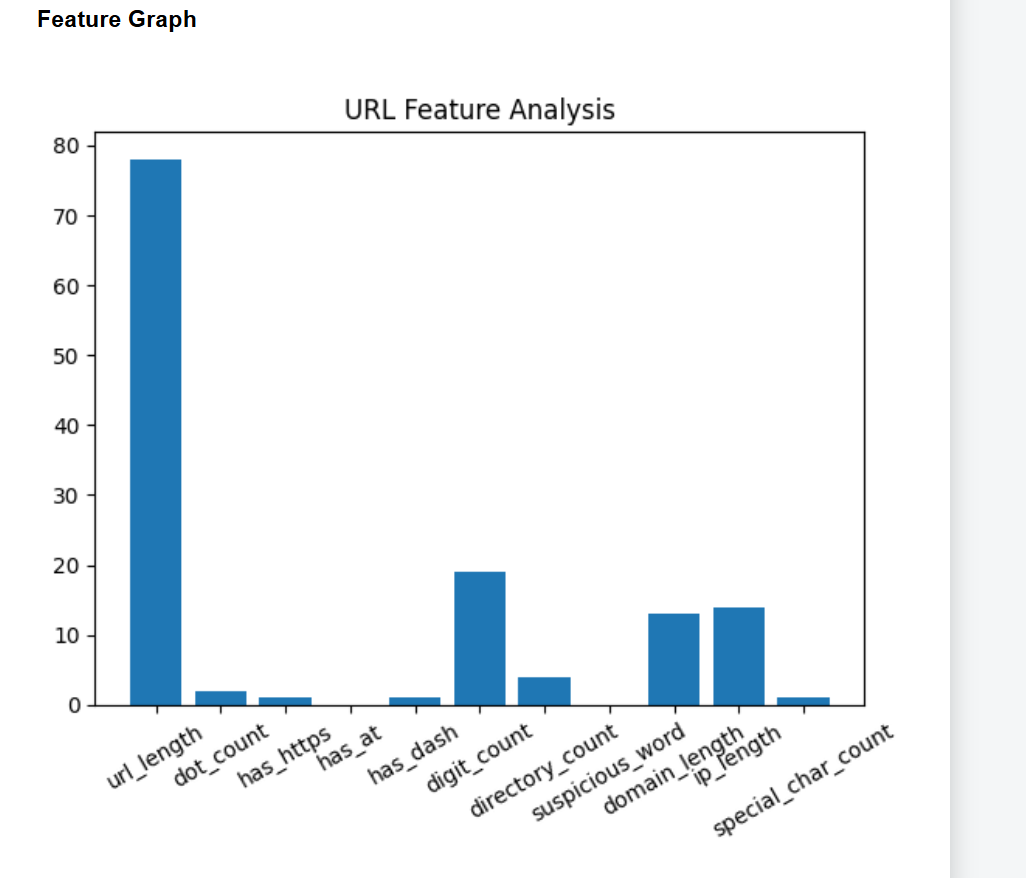 Feature Graph
URL Feature Analysis
80
70
60
50
40
30
20
10
0
url_length
dot_count
has_https
has_at
has_dash
digit_count
directory_count
suspicious_word
domain_length
ip_length
special_char_count